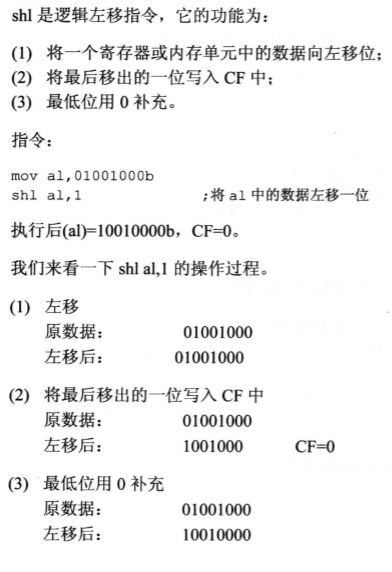 shl 是逻辑左移指令，它的功能为：
(1) 将一个寄存器或内存单元中的数据向左移位；
(2) 将最后移出的一位写入 CF 中；
(3) 最低位用 0 补充。
指令：
mov al,01001000b
shl al,1 ;将 al 中的数据左移一位
执行后(al)=10010000b，CF=0。
我们来看一下 shl al,1 的操作过程。
(1) 左移
原数据： 01001000
左移后： 01001000
(2) 将最后移出的一位写入 CF 中
原数据： 01001000
左移后： 1001000 CF=0
(3) 最低位用 0 补充
原数据： 01001000
左移后： 10010000